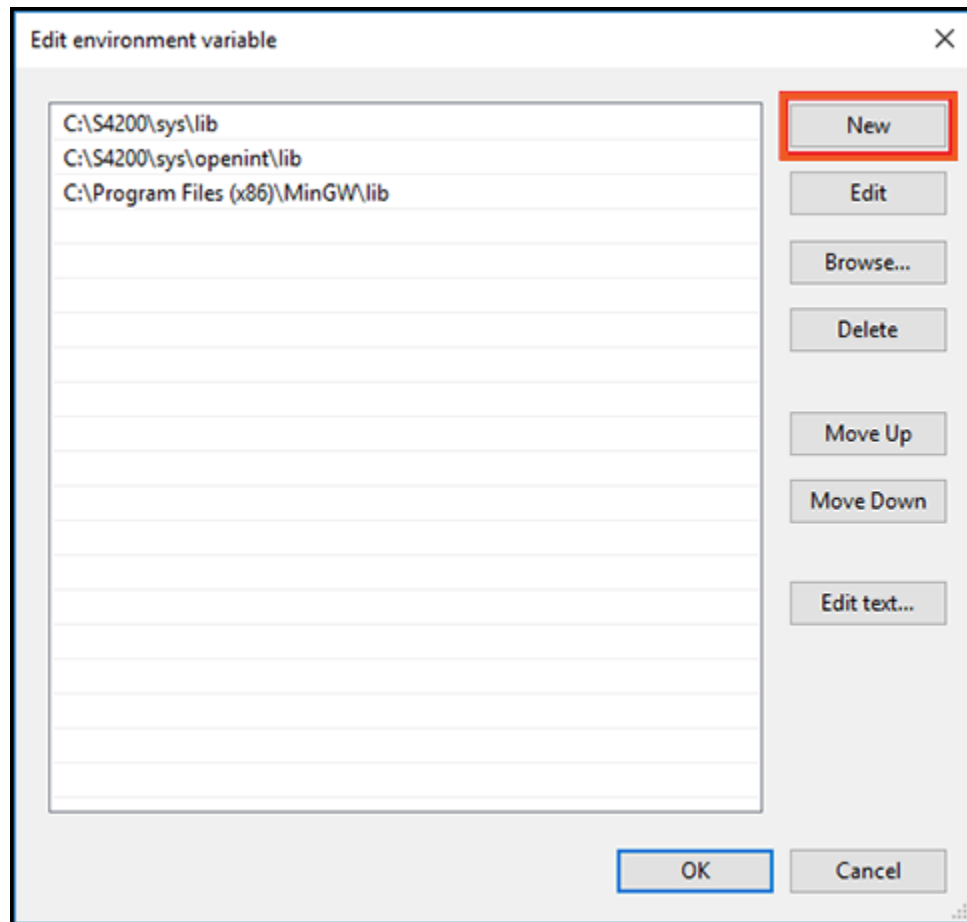 Edit environment variable
C:\S4200\sys\lib
C:\S4200\sys\openint\lib
C:\Program Files (x86)\MinGW\lib
New
Edit
Browse...
Delete
Move Up
Move Down
Edit text...
OK
Cancel